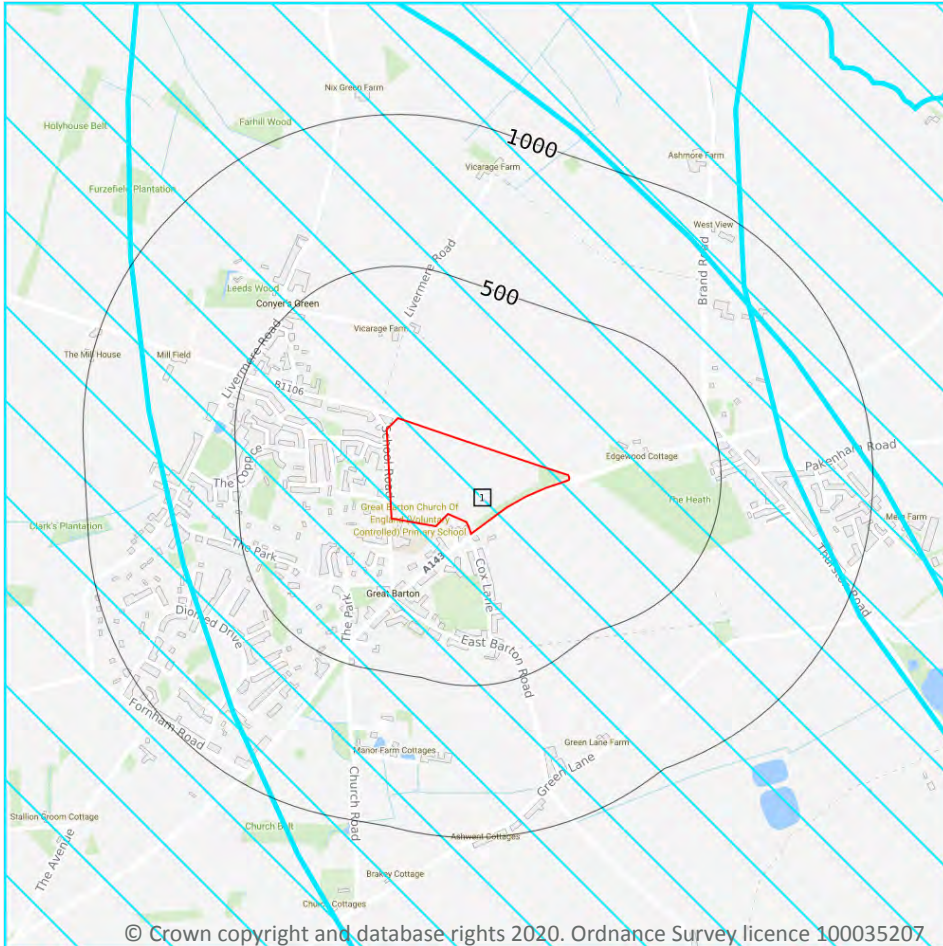 1000
Nix Green Farm
Farhill Wood
Holyhouse Belt
Vicarage Farm
Ashmore Farm
Furzefield Plantation
West View
Brand Road
Livermere Road
500
Leeds Wood
Conyer's Green
Vicarage Farm
The Mill House
Mill Field
Livermere Road
B1106
School Road
Pakenham Road
Edgewood Cottage
The Heath
The Copp
1
Great Barton Church Of
England (Voluntary
Controlled) Primary School
Clark's Plantation
The Park
A143
Cox Lane
Great Barton
The Park
Thurston Road
Diomed Drive
East Barton Road
Fornham Road
Manor Farm Cottages
Green Lane Farm
Green Lane
Church Road
Stallion Groom Cottage
Church Belt
Ashwent Cottages
The Avenue
Brakey Cottage
Church Cottages
© Crown copyright and database rights 2020. Ordnance Survey licence 100035207